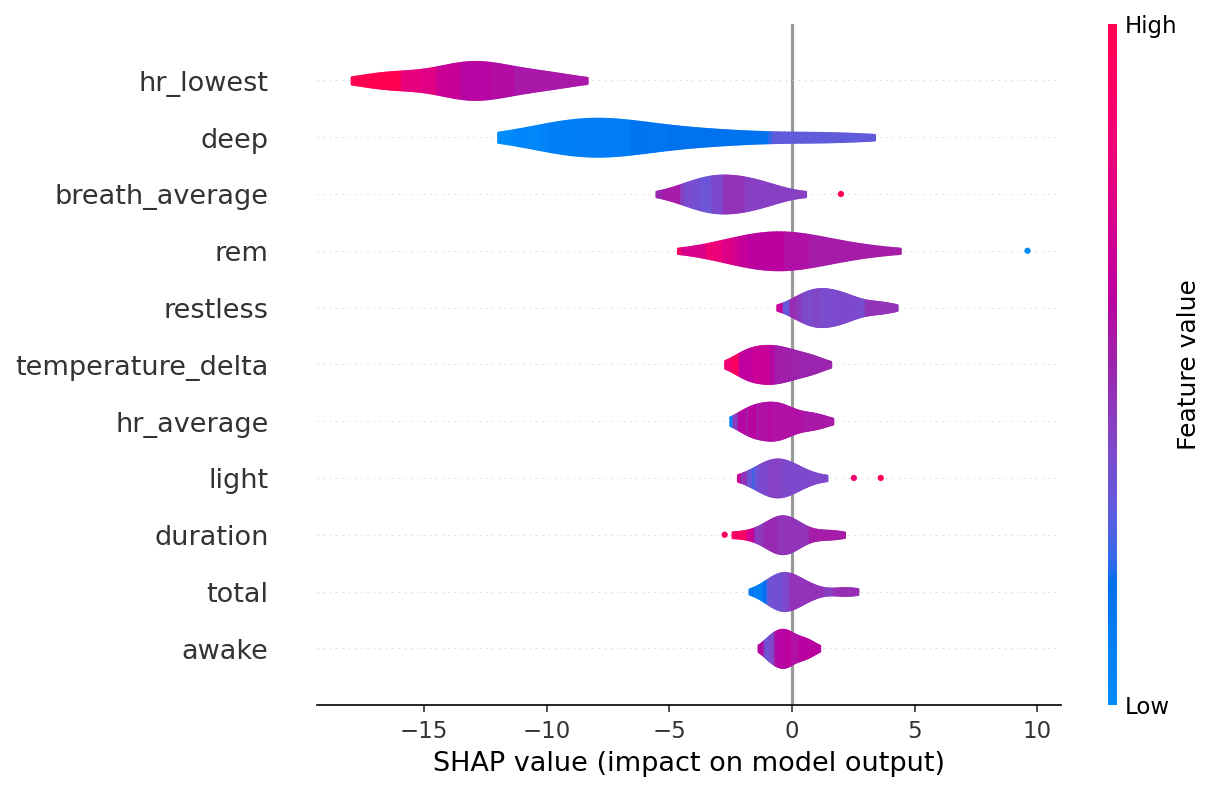 High
hr_lowest
deep
breath_average
rem
restless
temperature_delta
hr_average
light
duration
total
awake
Feature value
Low
−15 −10 −5 0 5 10
SHAP value (impact on model output)